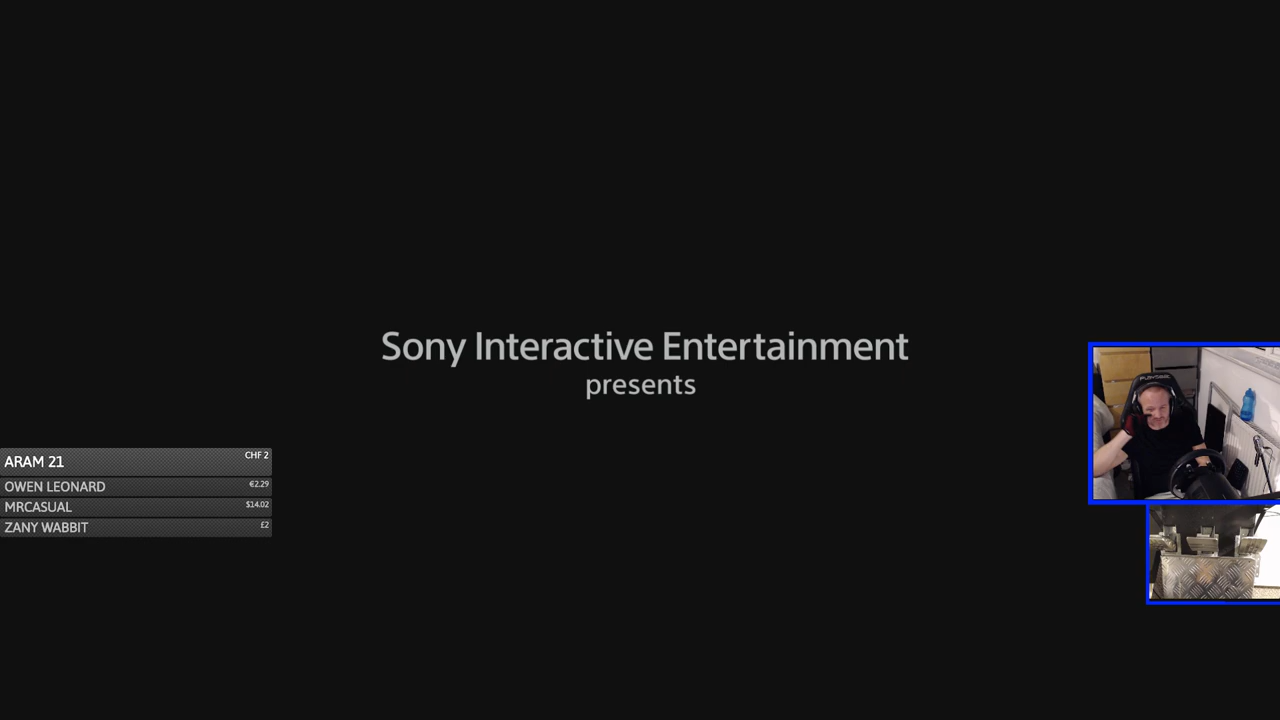 Sony Interactive Entertainment
presents
ARAM 21 CHF 2
OWEN LEONARD €2.29
MRCASUAL $14.02
ZANY WABBIT £2